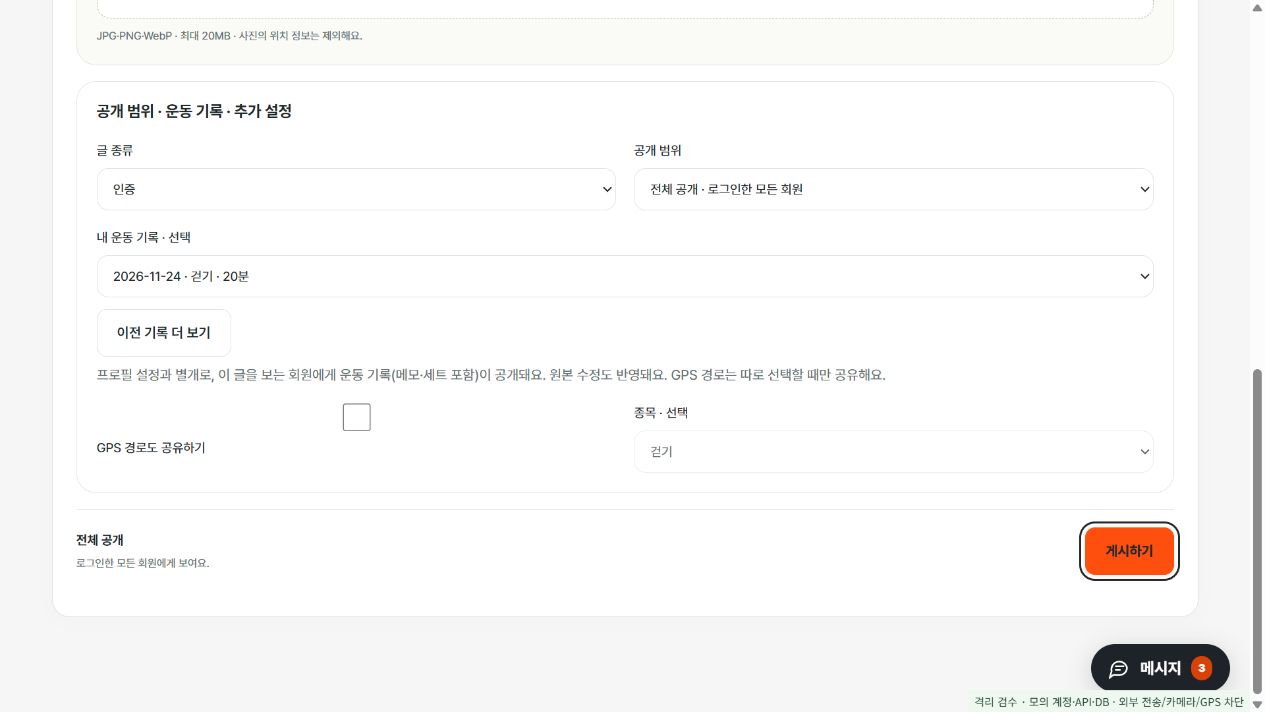 JPG·PNG·WebP · 최대 20MB · 사진의 위치 정보는 제외해요.
공개 범위 · 운동 기록 · 추가 설정
글 종류
공개 범위
인증
전체 공개 · 로그인한 모든 회원
내 운동 기록 · 선택
2026-11-24 · 걷기 · 20분
이전 기록 더 보기
프로필 설정과 별개로, 이 글을 보는 회원에게 운동 기록(메모·세트 포함)이 공개돼요. 원본 수정도 반영돼요. GPS 경로는 따로 선택할 때만 공유해요.
종목 · 선택
GPS 경로도 공유하기
걷기
전체 공개
로그인한 모든 회원에게 보여요.
게시하기
메시지 3
격리 검수 · 모의 계정·API·DB · 외부 전송/카메라/GPS 차단